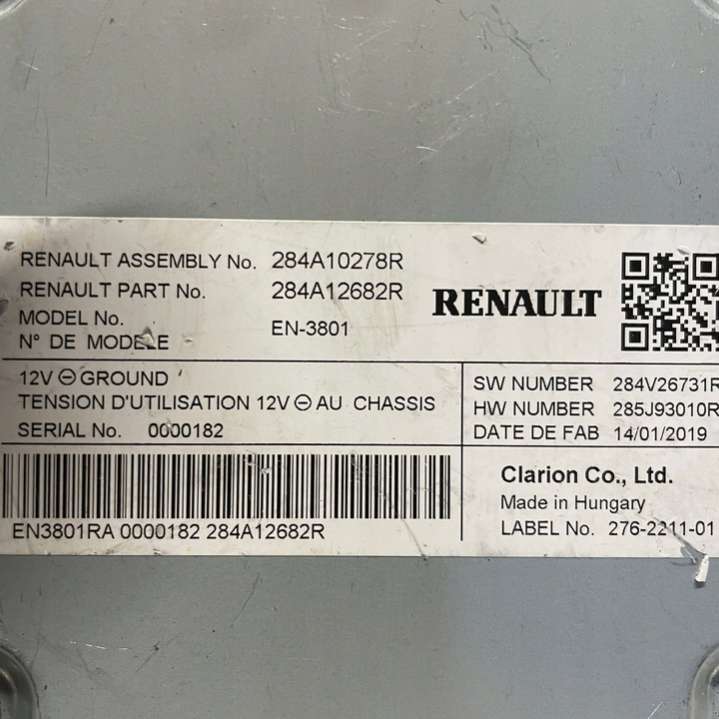 RENAULT ASSEMBLY No. 284A10278R
RENAULT PART No. 284A12682R
MODEL No.
N° DE MODELE
EN-3801
RENAULT
12V ⊖ GROUND
TENSION D'UTILISATION 12V ⊖ AU CHASSIS
SERIAL No. 0000182
SW NUMBER 284V26731R
HW NUMBER 285J93010R
DATE DE FAB 14/01/2019
EN3801RA 0000182 284A12682R
Clarion Co., Ltd.
Made in Hungary
LABEL No. 276-2211-01